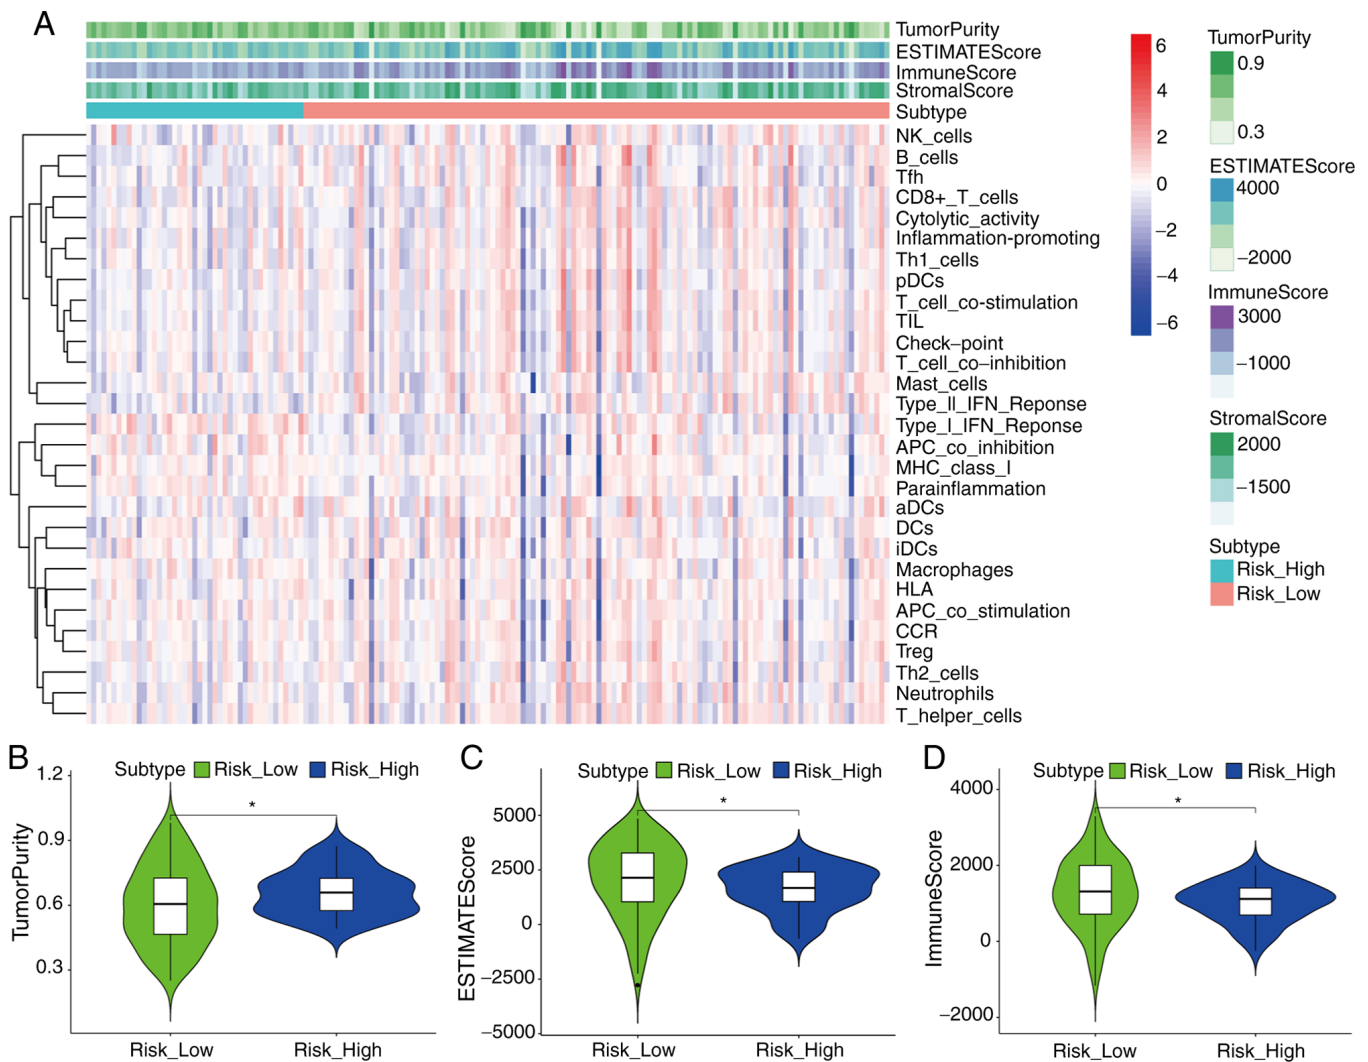 A
TumorPurity
ESTIMATEScore
ImmuneScore
StromalScore
Subtype
NK_cells
B_cells
Tfh
CD8+_T_cells
Cytolytic_activity
Inflammation-promoting
Th1_cells
pDCs
T_cell_co-stimulation
TIL
Check–point
T_cell_co–inhibition
Mast_cells
Type_II_IFN_Reponse
Type_I_IFN_Reponse
APC_co_inhibition
MHC_class_I
Parainflammation
aDCs
DCs
iDCs
Macrophages
HLA
APC_co_stimulation
CCR
Treg
Th2_cells
Neutrophils
T_helper_cells
6
4
2
0
–2
–4
–6
TumorPurity
0.9
0.3
ESTIMATEScore
4000
–2000
ImmuneScore
3000
–1000
StromalScore
2000
–1500
Subtype
Risk_High
Risk_Low
B
Subtype Risk_Low Risk_High
*
TumorPurity
1.2
0.9
0.6
0.3
Risk_Low Risk_High
C
Subtype Risk_Low Risk_High
*
ESTIMATEScore
5000
2500
0
–2500
–5000
Risk_Low Risk_High
D
Subtype Risk_Low Risk_High
*
ImmuneScore
4000
2000
0
–2000
Risk_Low Risk_High